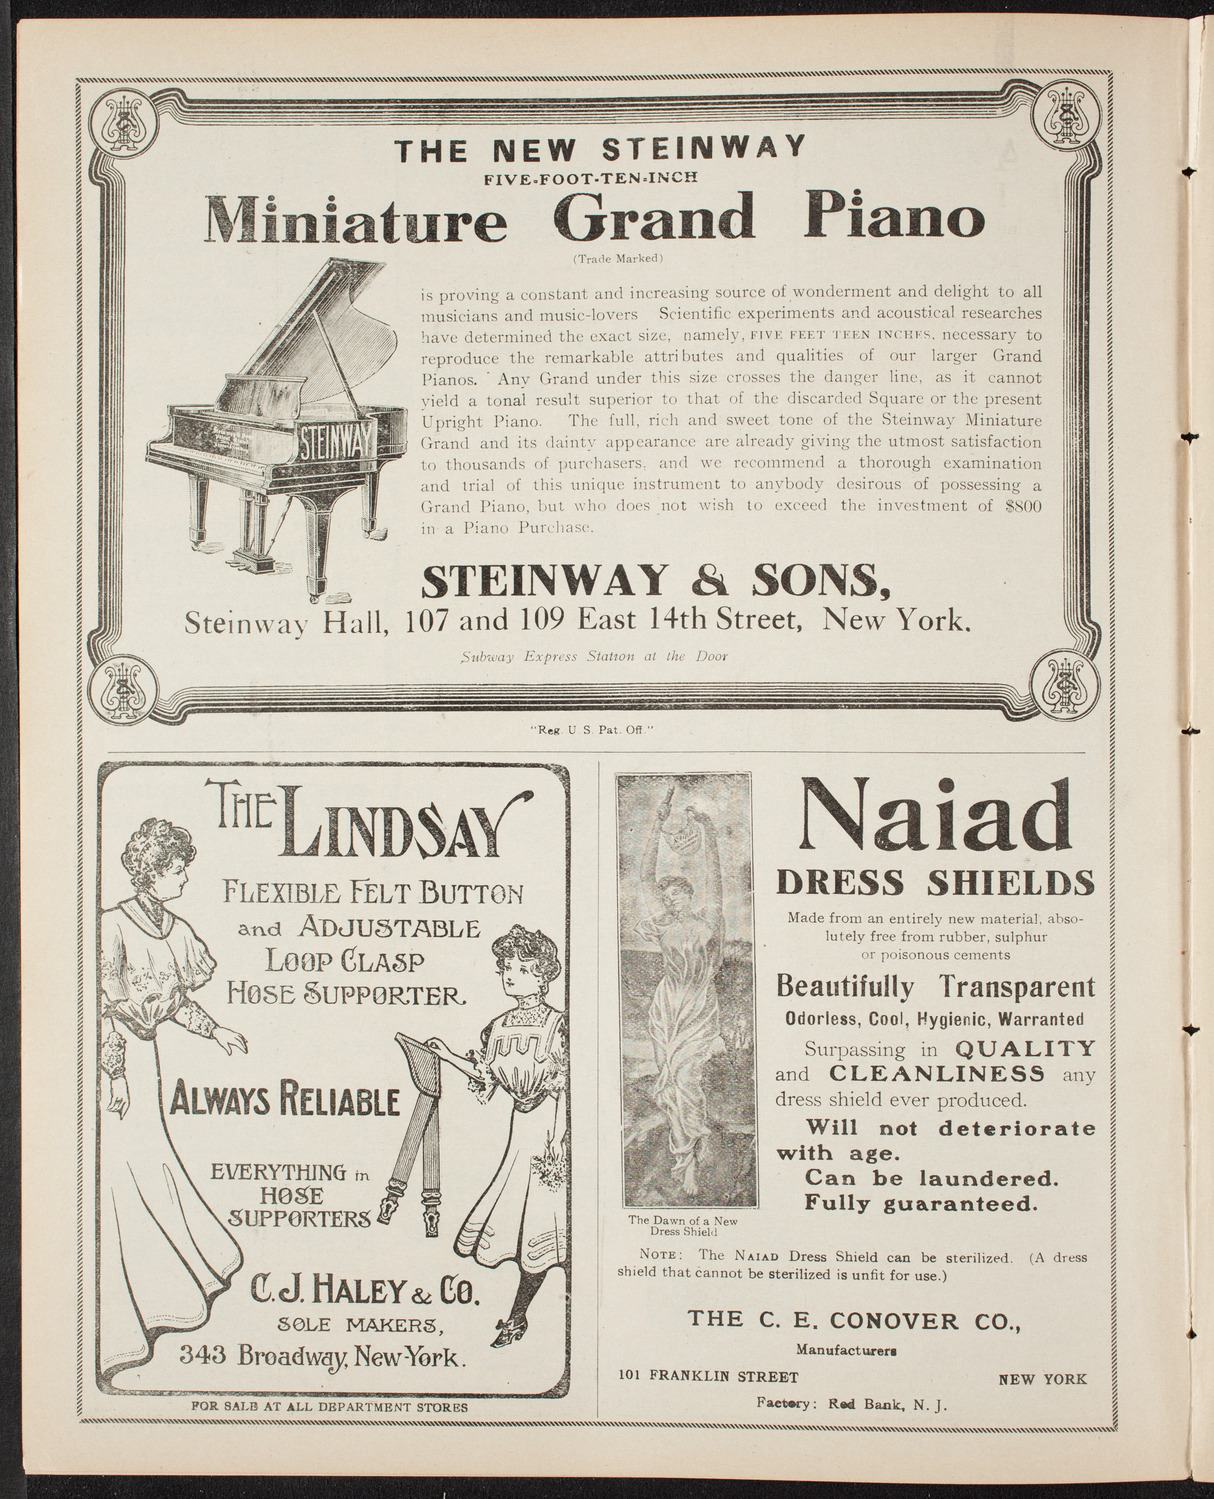 THE NEW STEINWAY
FIVE-FOOT-TEN-INCH
Miniature Grand Piano
(Trade Marked)
is proving a constant and increasing source of wonderment and delight to all
musicians and music-lovers Scientific experiments and acoustical researches
have determined the exact size, namely, FIVE FEET TEEN INCHES, necessary to
reproduce the remarkable attributes and qualities of our larger Grand
Pianos. Any Grand under this size crosses the danger line, as it cannot
yield a tonal result superior to that of the discarded Square or the present
Upright Piano. The full, rich and sweet tone of the Steinway Miniature
Grand and its dainty appearance are already giving the utmost satisfaction
to thousands of purchasers, and we recommend a thorough examination
and trial of this unique instrument to anybody desirous of possessing a
Grand Piano, but who does not wish to exceed the investment of $800
in a Piano Purchase.
STEINWAY
STEINWAY & SONS,
Steinway Hall, 107 and 109 East 14th Street, New York.
Subway Express Station at the Door
"Reg. U S. Pat. Off."
THE LINDSAY
FLEXIBLE FELT BUTTON
and ADJUSTABLE
LOOP CLASP
HOSE SUPPORTER.
ALWAYS RELIABLE
EVERYTHING in
HOSE
SUPPORTERS
C. J. HALEY & CO.
SOLE MAKERS,
343 Broadway, New-York.
FOR SALE AT ALL DEPARTMENT STORES
Naiad
DRESS SHIELDS
Made from an entirely new material, abso-
lutely free from rubber, sulphur
or poisonous cements
Beautifully Transparent
Odorless, Cool, Hygienic, Warranted
Surpassing in QUALITY
and CLEANLINESS any
dress shield ever produced.
Will not deteriorate
with age.
Can be laundered.
Fully guaranteed.
The Dawn of a New
Dress Shield
NOTE: The NAIAD Dress Shield can be sterilized. (A dress
shield that cannot be sterilized is unfit for use.)
THE C. E. CONOVER CO.,
Manufacturers
101 FRANKLIN STREET NEW YORK
Factory: Red Bank, N. J.